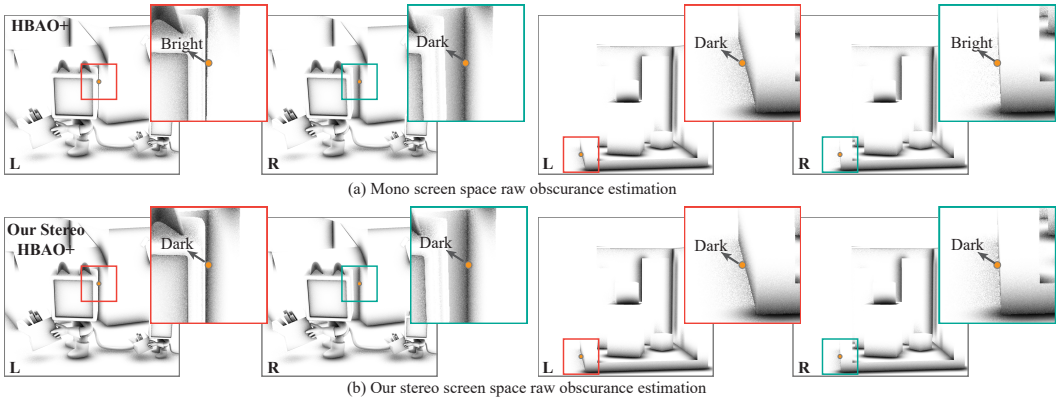 HBAO+
Bright
Dark
Dark
Bright
L
R
L
R
(a) Mono screen space raw obscurance estimation
Our Stereo
HBAO+
Dark
Dark
Dark
Dark
L
R
L
R
(b) Our stereo screen space raw obscurance estimation